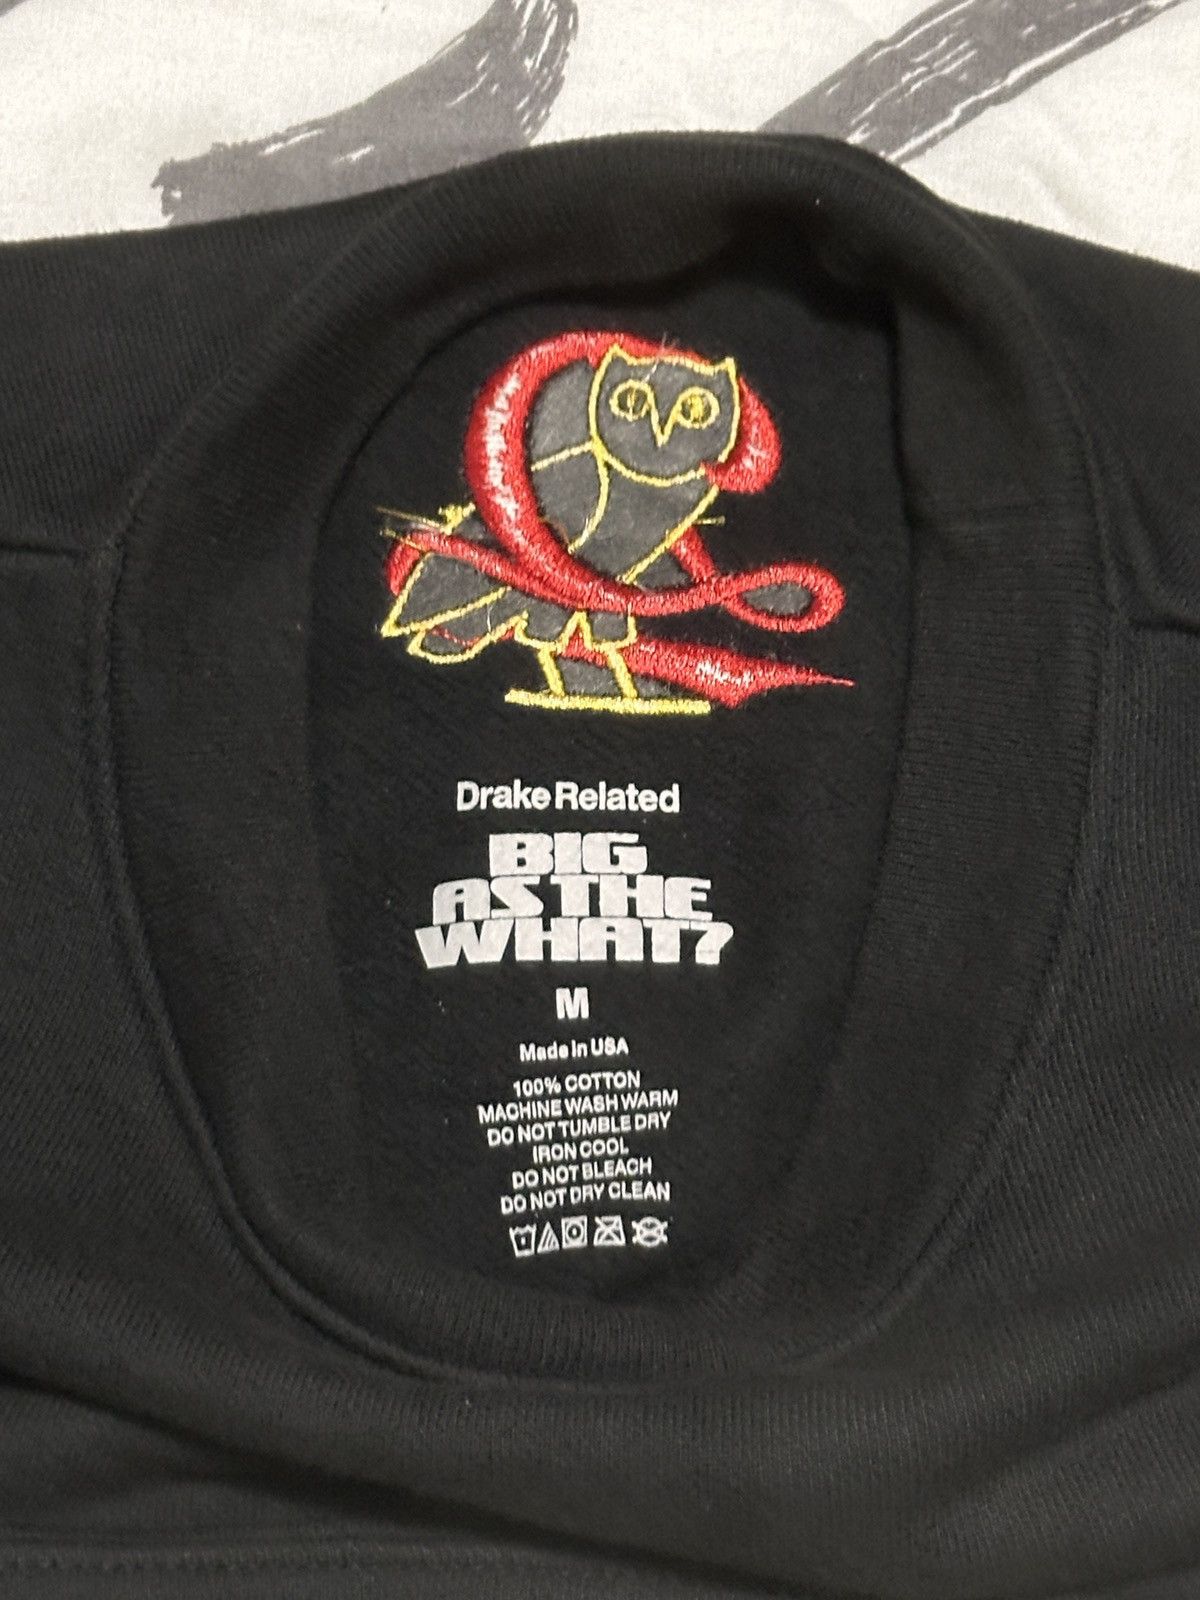 Drake Related
BIG
AS THE
WHAT?
M
Made in USA
100% COTTON
MACHINE WASH WARM
DO NOT TUMBLE DRY
IRON COOL
DO NOT BLEACH
DO NOT DRY CLEAN